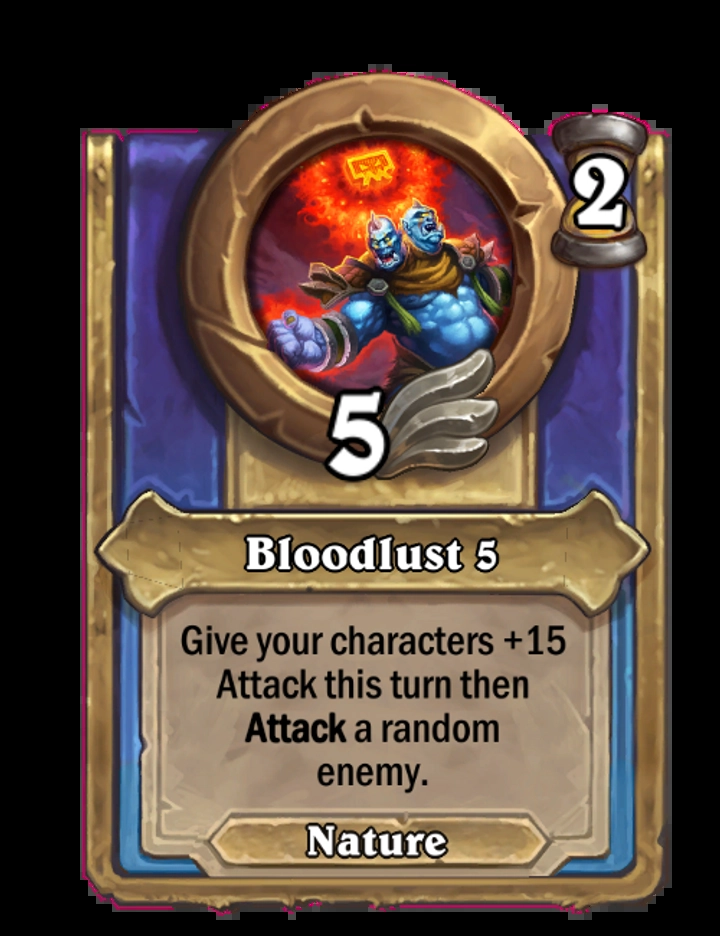 2
5
Bloodlust 5
Give your characters +15
Attack this turn then
Attack a random
enemy.
Nature